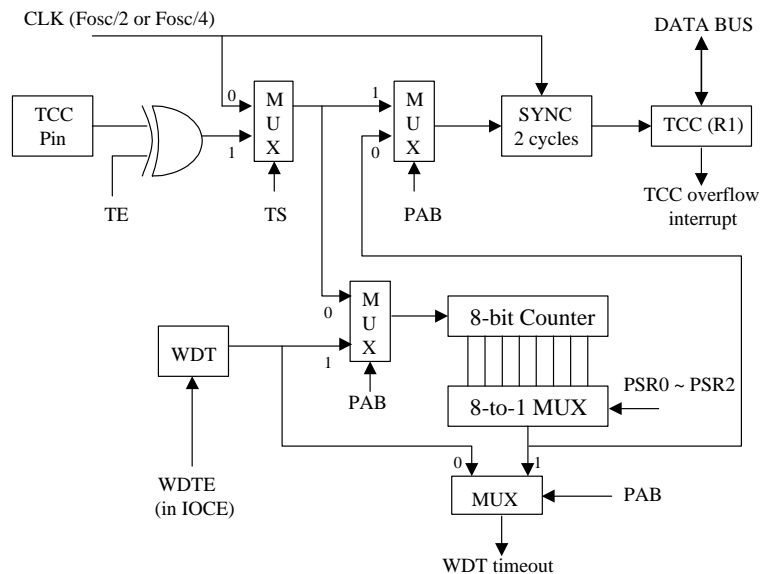 CLK (Fosc/2 or Fosc/4)
DATA BUS
TCC
Pin
0
1
M
U
X
1
0
M
U
X
SYNC
2 cycles
TCC (R1)
TE
TS
PAB
TCC overflow
interrupt
WDT
0
1
M
U
X
8-bit Counter
PAB
8-to-1 MUX
PSR0 ~ PSR2
WDTE
(in IOCE)
0
1
MUX
PAB
WDT timeout